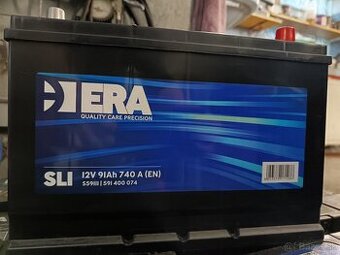 ERA
QUALITY CARE PRECISION
SLI
12V 91Ah 740 A (EN)
S59111 | 591 400 074